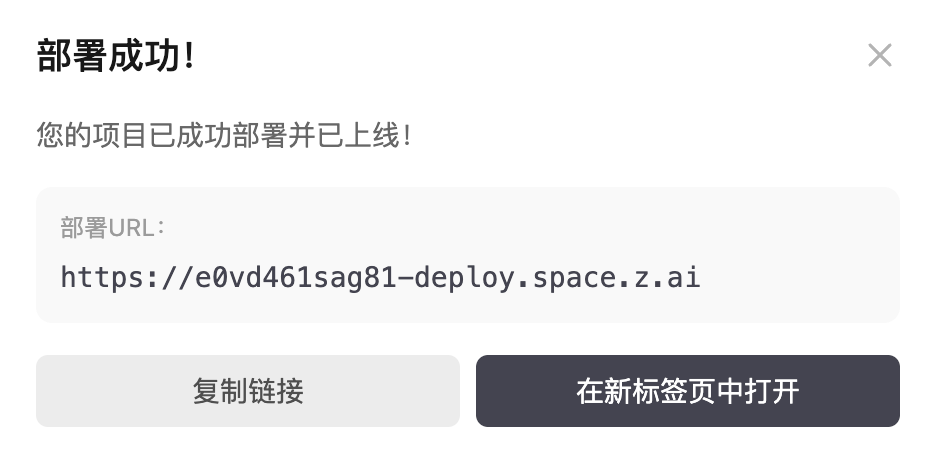 部署成功！
您的项目已成功部署并已上线！
部署URL：
https://e0vd461sag81-deploy.space.z.ai
复制链接
在新标签页中打开